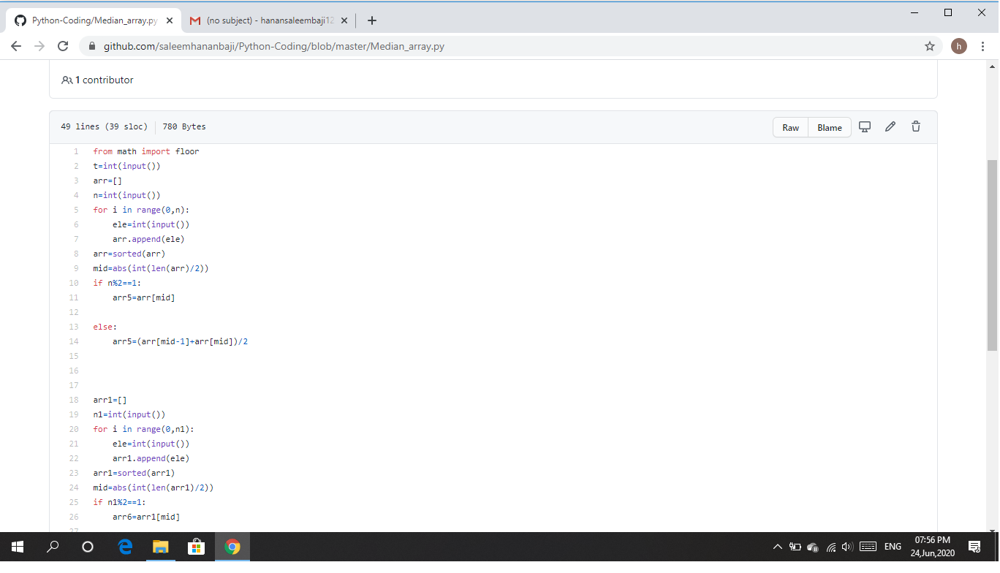 Python-Coding/Median_array.py
(no subject) - hanansaleembaji12
github.com/saleemhananbaji/Python-Coding/blob/master/Median_array.py
h
1 contributor
49 lines (39 sloc) 780 Bytes
Raw Blame
1 from math import floor
2 t=int(input())
3 arr=[]
4 n=int(input())
5 for i in range(0,n):
6 ele=int(input())
7 arr.append(ele)
8 arr=sorted(arr)
9 mid=abs(int(len(arr)/2))
10 if n%2==1:
11 arr5=arr[mid]
12
13 else:
14 arr5=(arr[mid-1]+arr[mid])/2
15
16
17
18 arr1=[]
19 n1=int(input())
20 for i in range(0,n1):
21 ele=int(input())
22 arr1.append(ele)
23 arr1=sorted(arr1)
24 mid=abs(int(len(arr1)/2))
25 if n1%2==1:
26 arr6=arr1[mid]
27
ENG
07:56 PM
24,Jun,2020